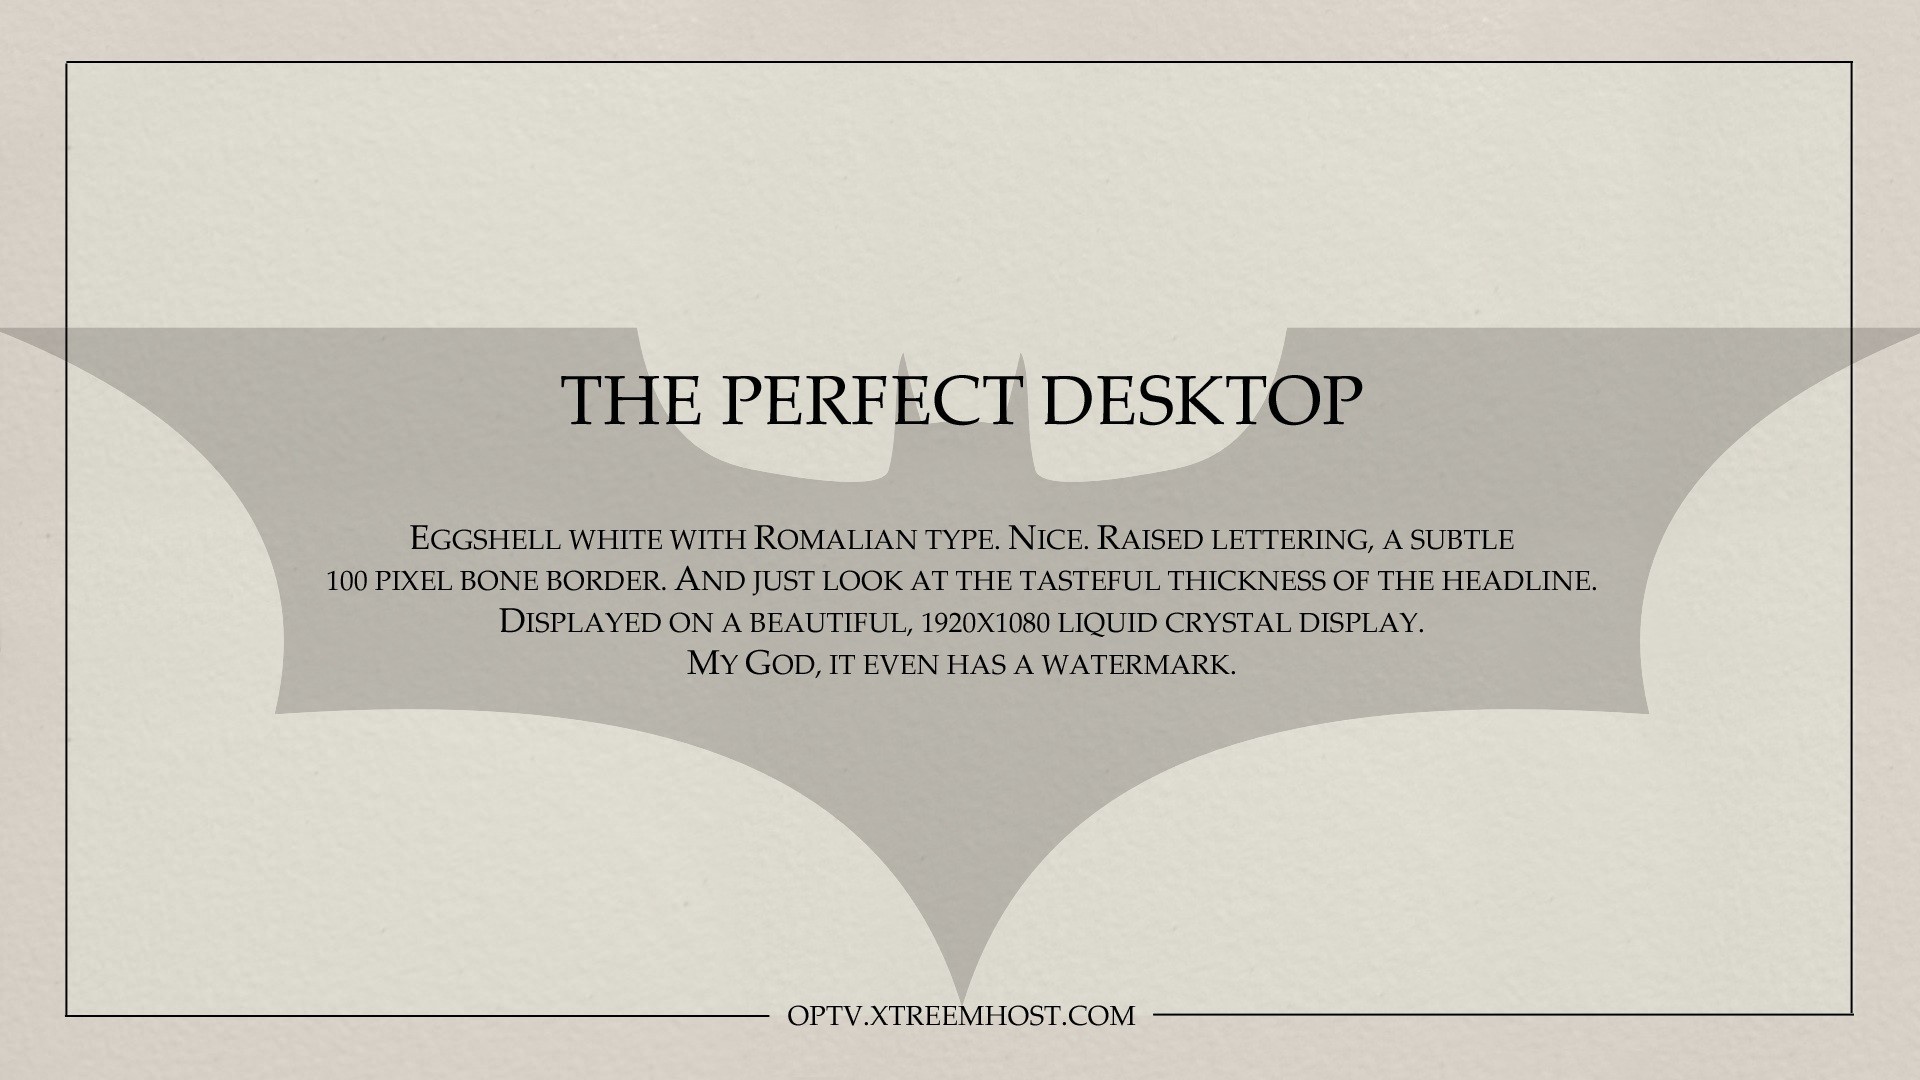 THE PERFECT DESKTOP
EGGSHELL WHITE WITH ROMALIAN TYPE. NICE. RAISED LETTERING, A SUBTLE
100 PIXEL BONE BORDER. AND JUST LOOK AT THE TASTEFUL THICKNESS OF THE HEADLINE.
DISPLAYED ON A BEAUTIFUL, 1920X1080 LIQUID CRYSTAL DISPLAY.
MY GOD, IT EVEN HAS A WATERMARK.
OPTV.XTREEMHOST.COM